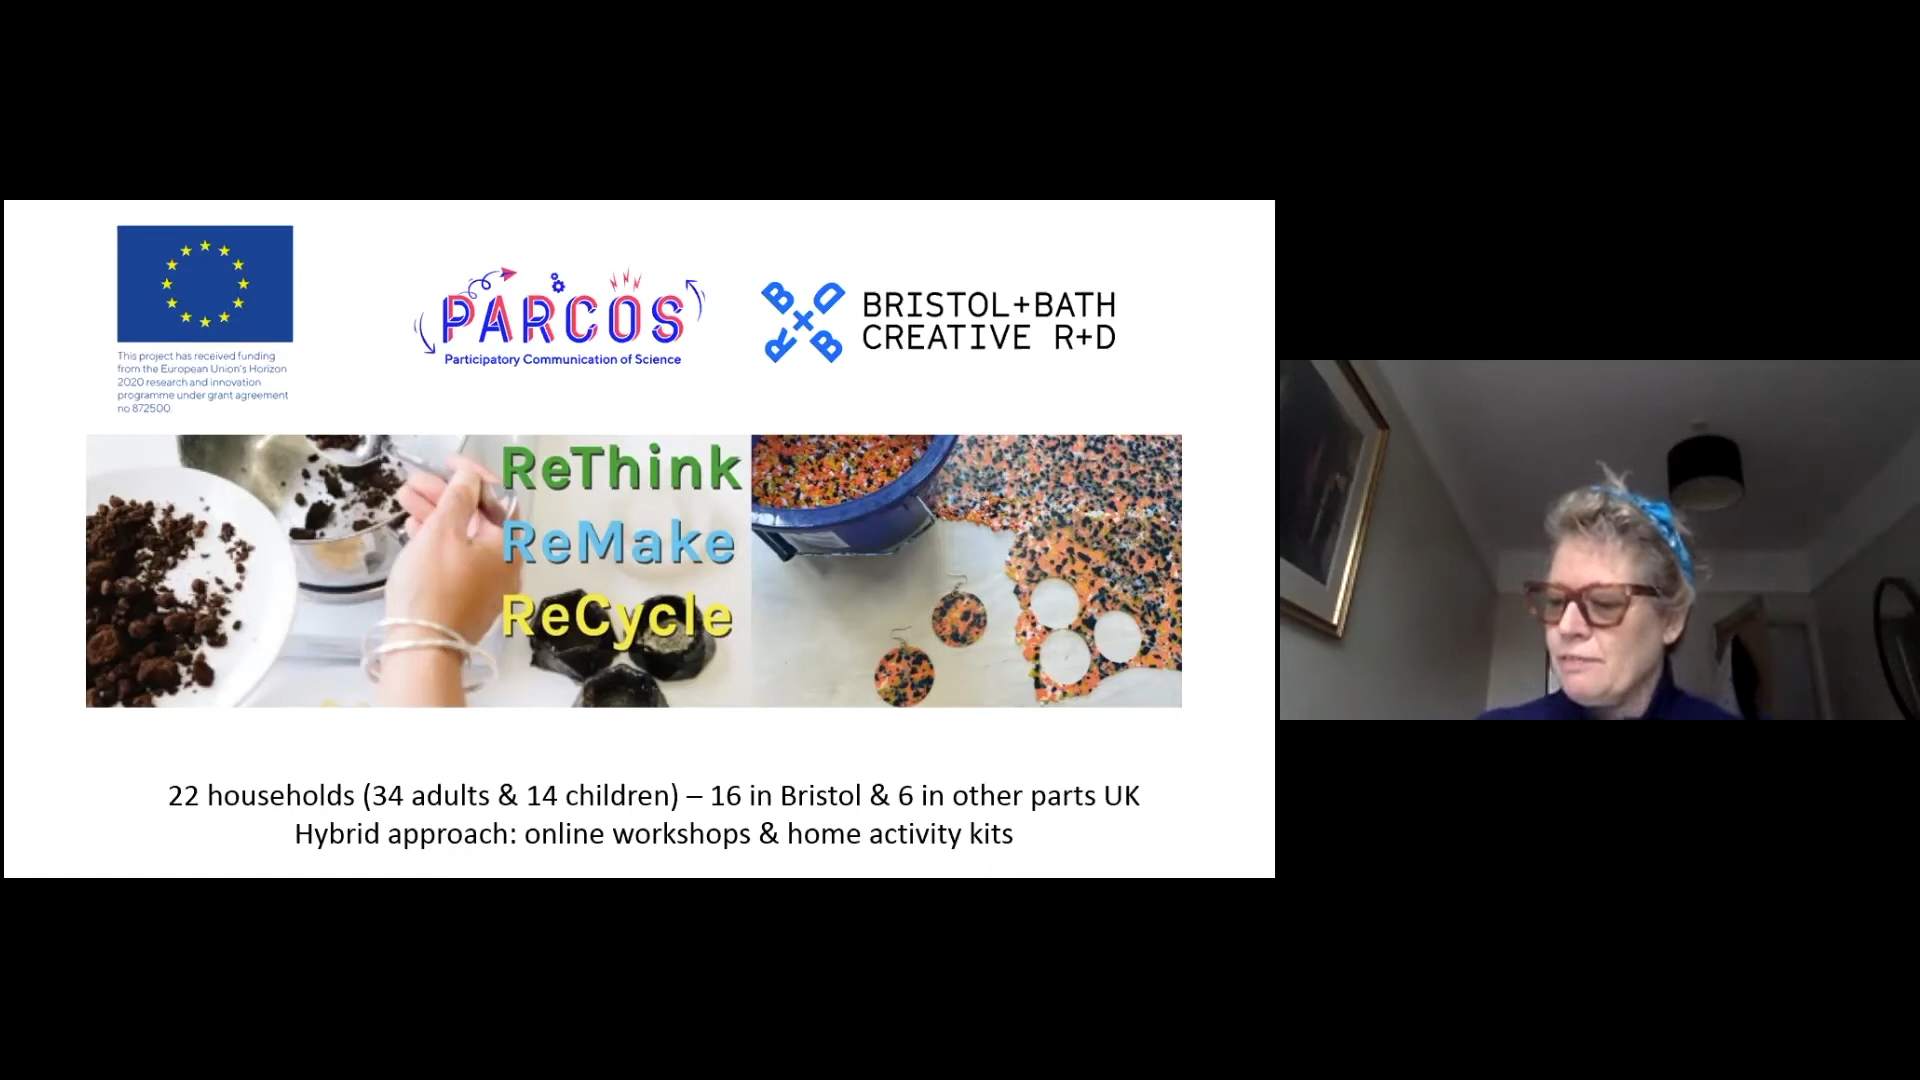 This project has received funding
from the European Union's Horizon
2020 research and innovation
programme under grant agreement
no 872500.
PARCOS
Participatory Communication of Science
B+B R+D
BRISTOL+BATH
CREATIVE R+D
ReThink
ReMake
ReCycle
22 households (34 adults & 14 children) – 16 in Bristol & 6 in other parts UK
Hybrid approach: online workshops & home activity kits